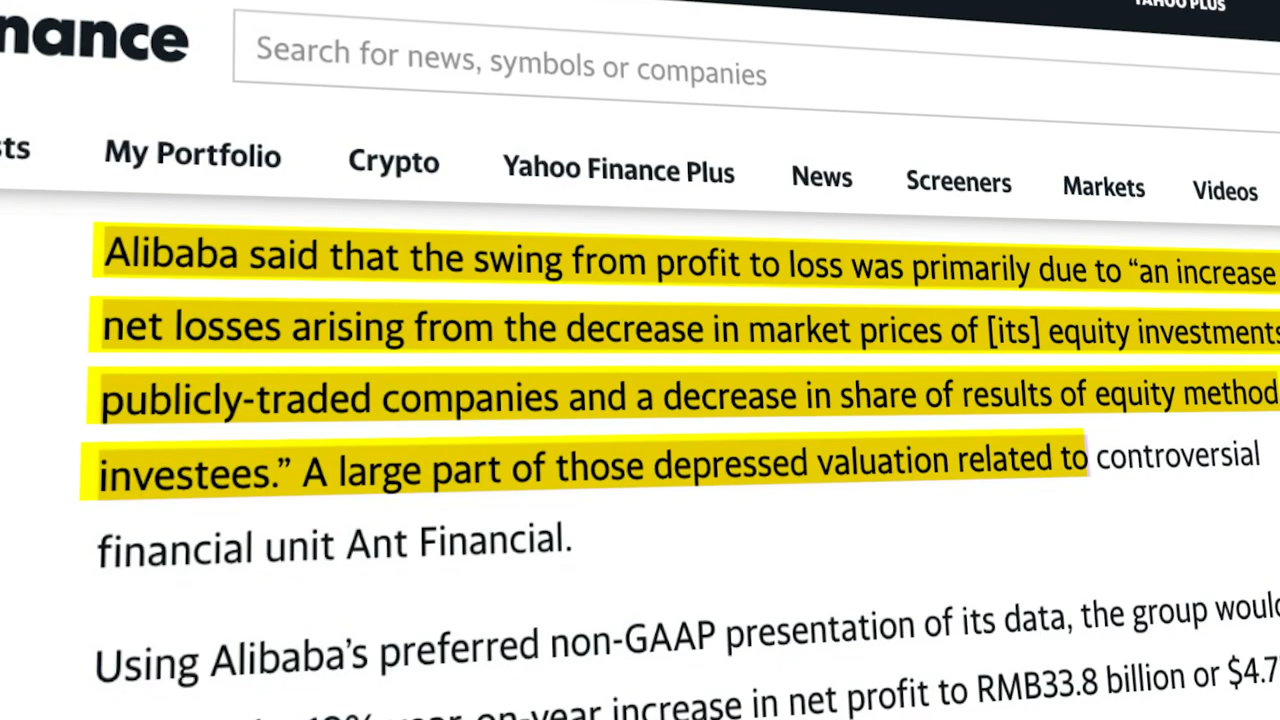 YAHOO PLUS
nance
Search for news, symbols or companies
sts My Portfolio Crypto Yahoo Finance Plus News Screeners Markets Videos
Alibaba said that the swing from profit to loss was primarily due to “an increase
net losses arising from the decrease in market prices of [its] equity investments
publicly-traded companies and a decrease in share of results of equity method
investees.” A large part of those depressed valuation related to controversial
financial unit Ant Financial.
Using Alibaba’s preferred non-GAAP presentation of its data, the group would
year-on-year increase in net profit to RMB33.8 billion or $4.7